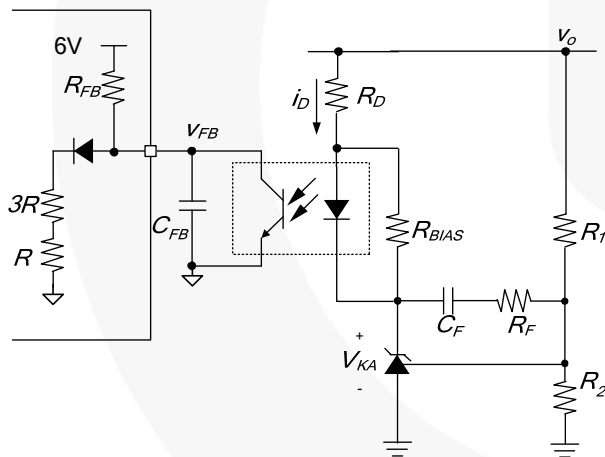 6V
R_FB
v_FB
3R
R
C_FB
i_D
R_D
v_o
R_BIAS
R_1
C_F
R_F
+
V_KA
-
R_2